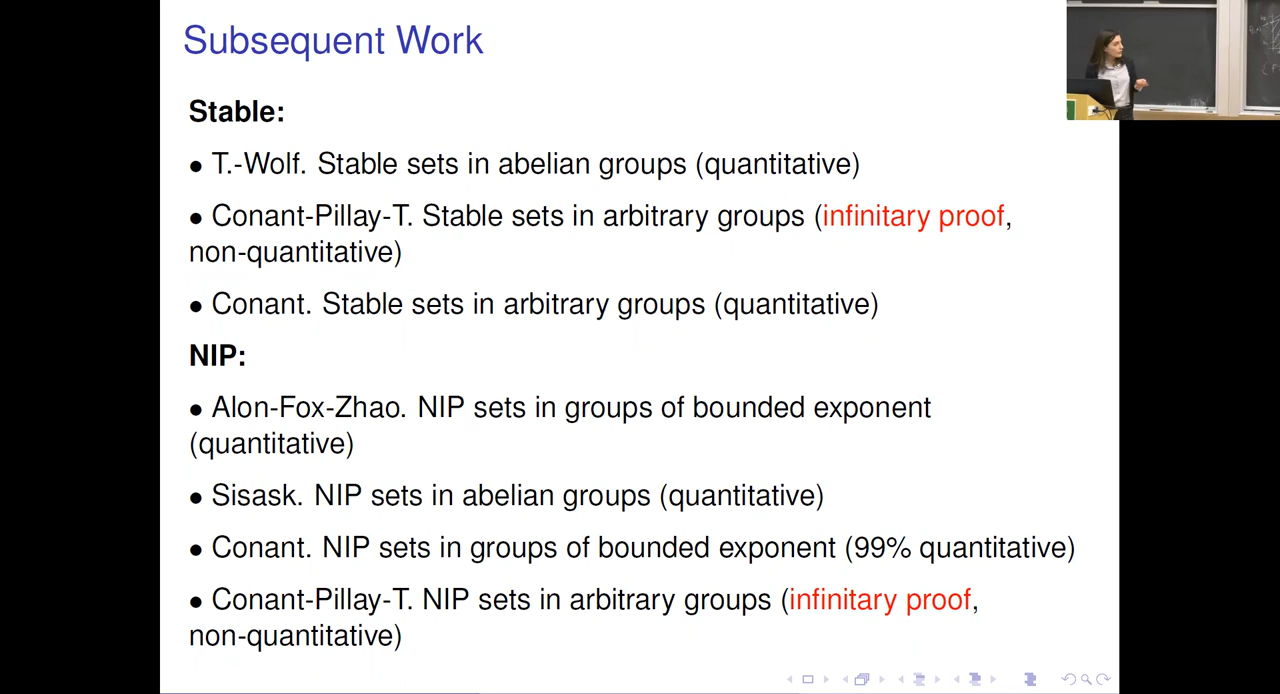 Subsequent Work
Stable:
• T.-Wolf. Stable sets in abelian groups (quantitative)
• Conant-Pillay-T. Stable sets in arbitrary groups (infinitary proof,
non-quantitative)
• Conant. Stable sets in arbitrary groups (quantitative)
NIP:
• Alon-Fox-Zhao. NIP sets in groups of bounded exponent
(quantitative)
• Sisask. NIP sets in abelian groups (quantitative)
• Conant. NIP sets in groups of bounded exponent (99% quantitative)
• Conant-Pillay-T. NIP sets in arbitrary groups (infinitary proof,
non-quantitative)